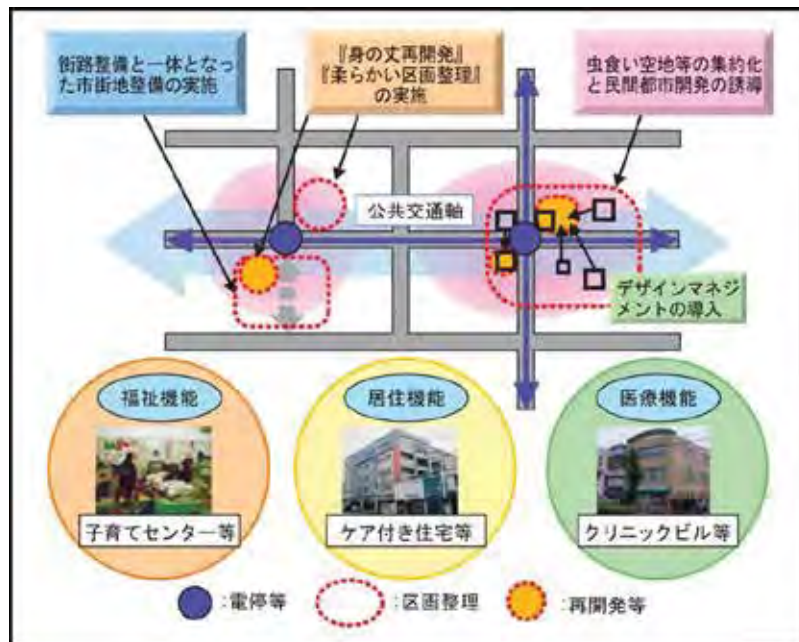 街路整備と一体となっ
た市街地整備の実施
『身の丈再開発』
『柔らかい区画整理』
の実施
虫食い空地等の集約化
と民間都市開発の誘導
公共交通軸
デザインマネジ
メントの導入
福祉機能
居住機能
医療機能
子育てセンター等
ケア付き住宅等
クリニックビル等
:電停等
:区画整理
:再開発等